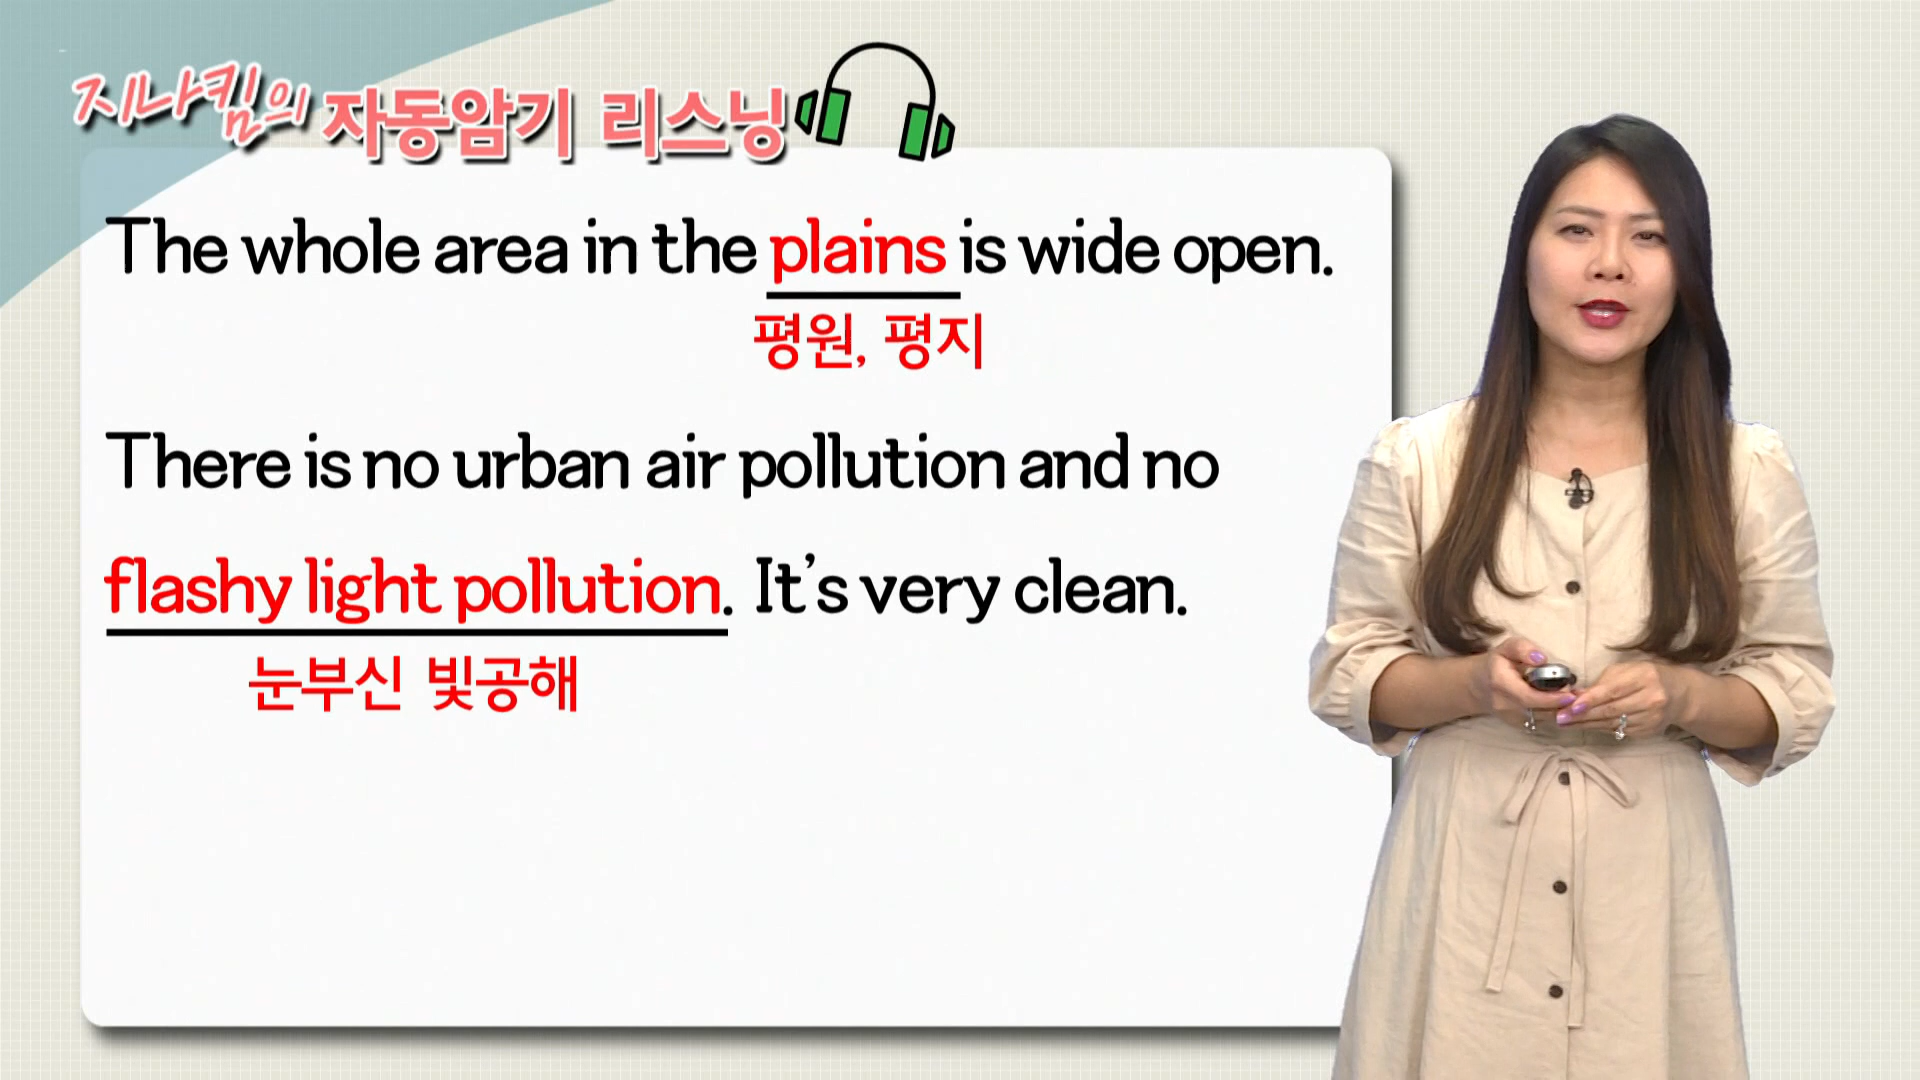 지나킴의 자동암기 리스닝
The whole area in the plains is wide open.
평원, 평지
There is no urban air pollution and no
flashy light pollution. It's very clean.
눈부신 빛공해